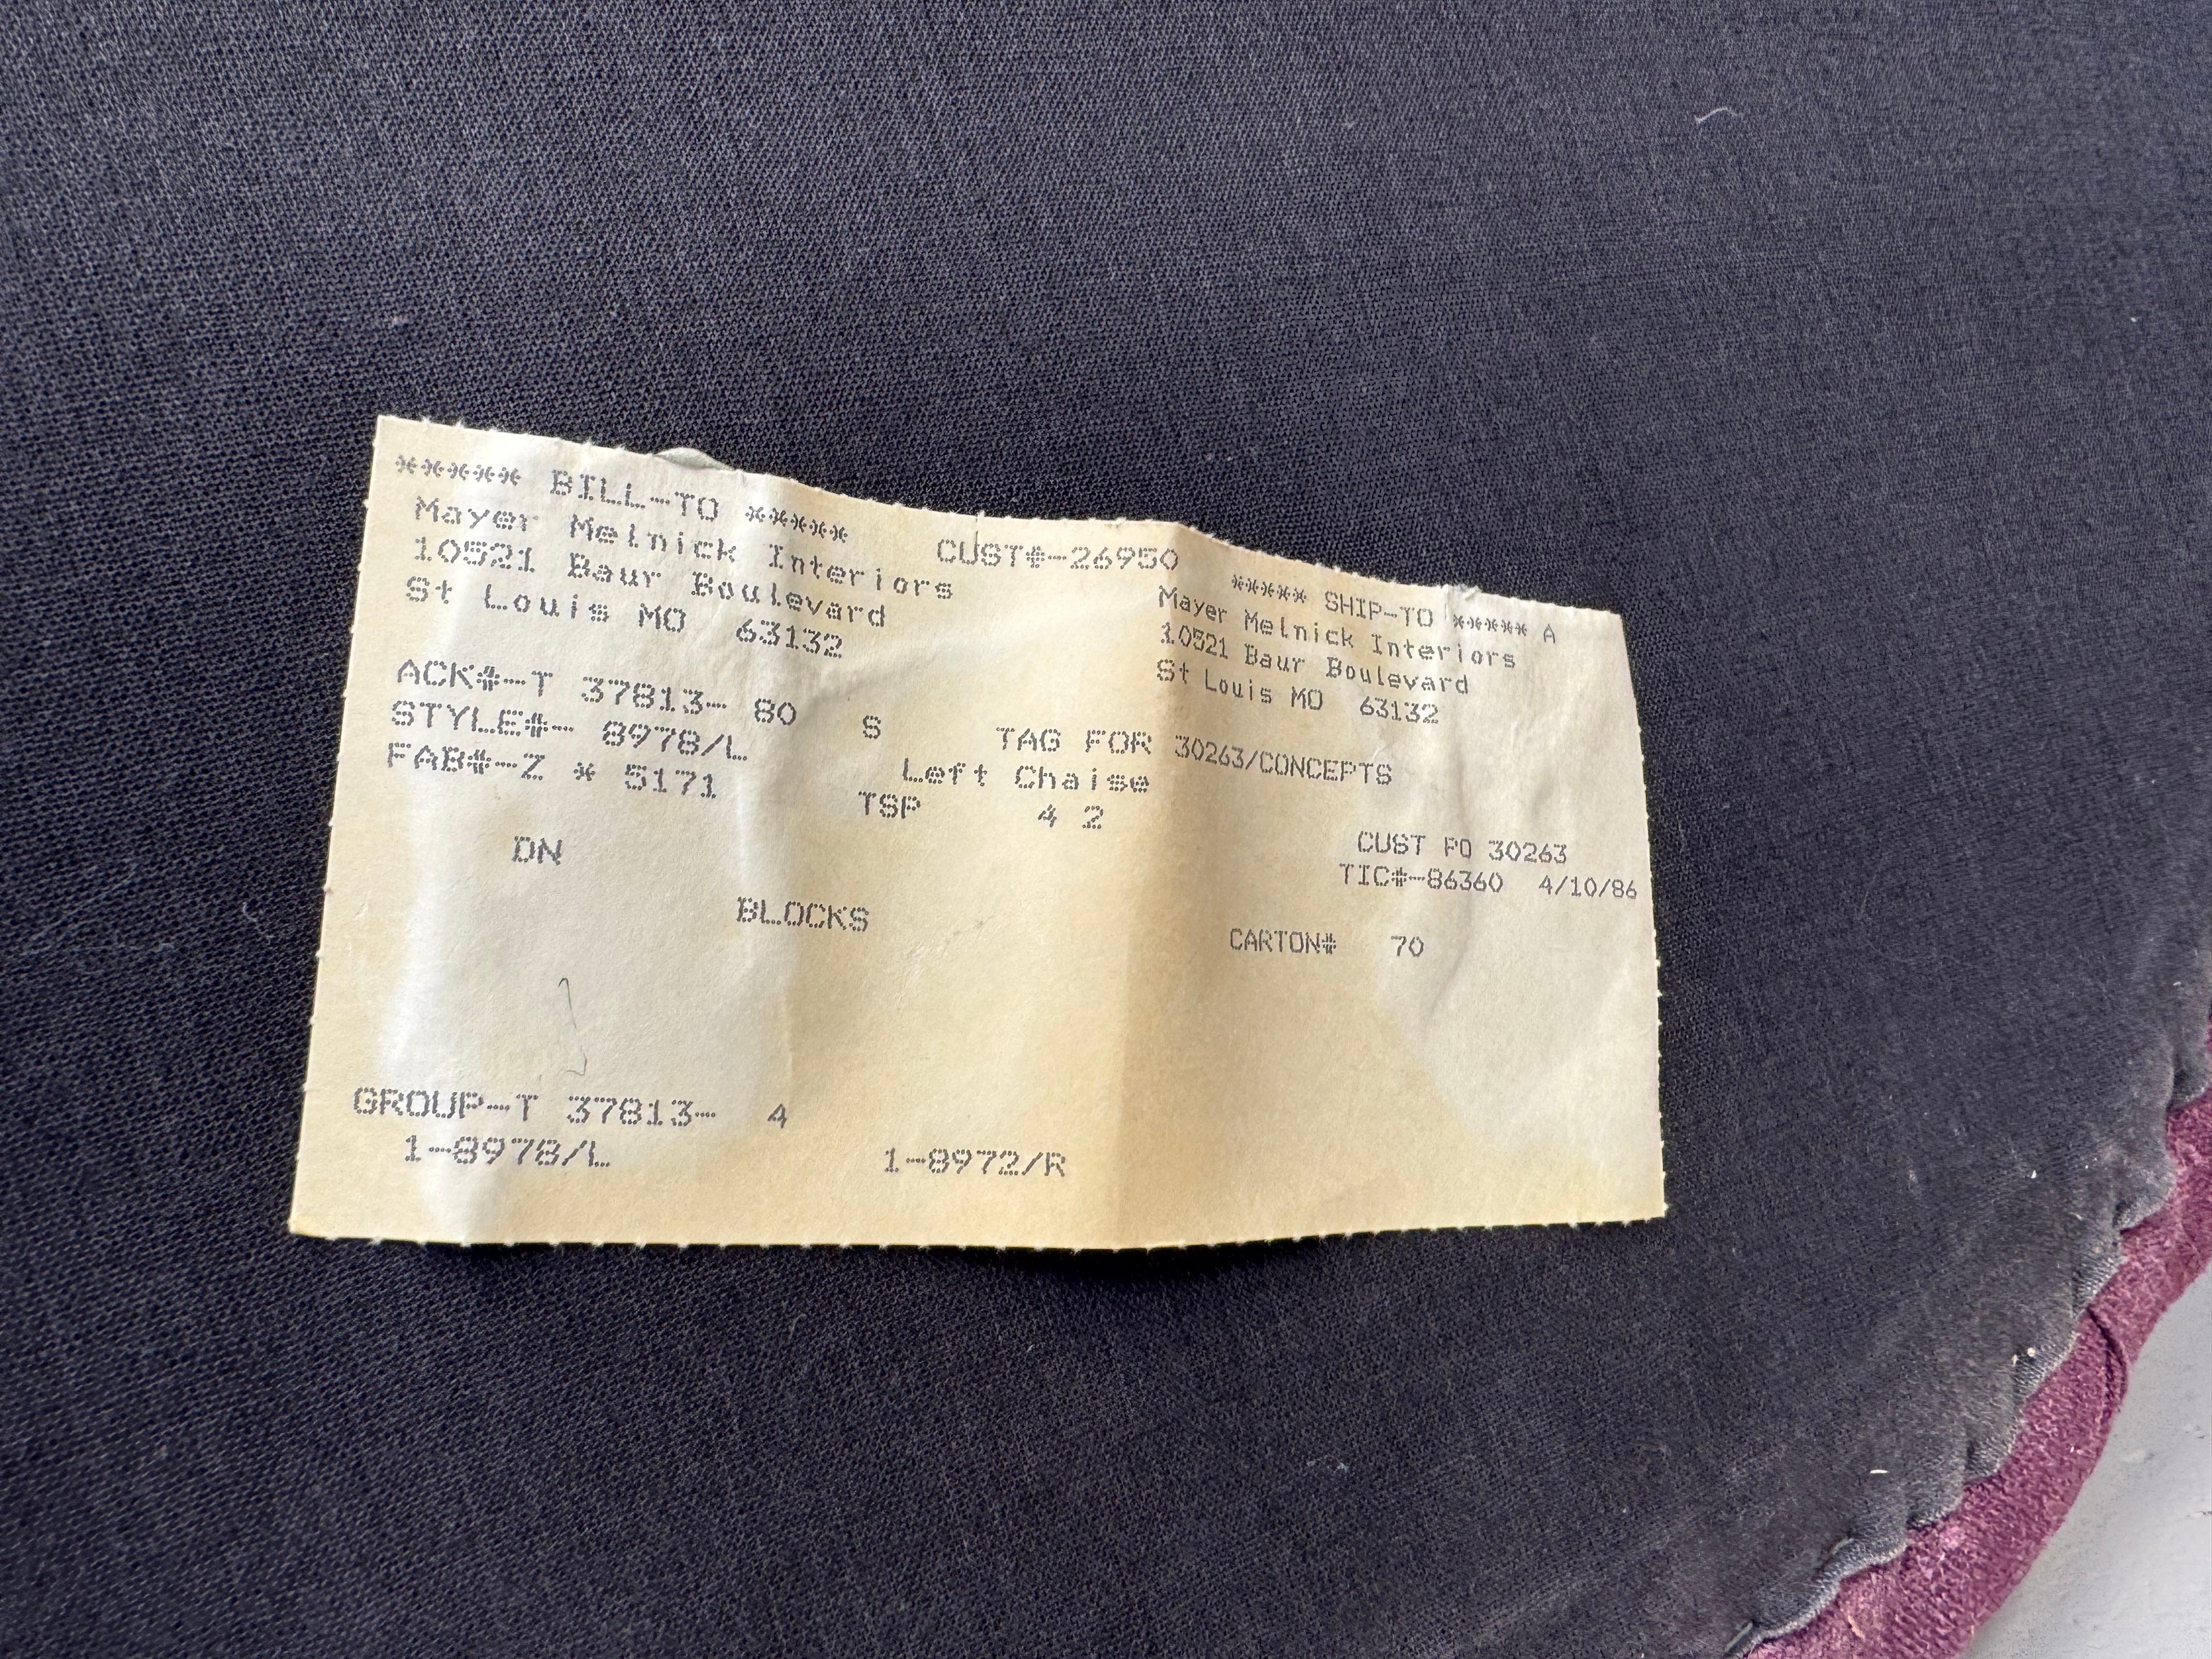 ****** BILL-TO *****
Mayer Melnick Interiors
10521 Baur Boulevard
St Louis MO 63132
CUST#-26950
***** SHIP-TO ***** A
Mayer Melnick Interiors
10521 Baur Boulevard
St Louis MO 63132
ACK#-T 37813- 80 S TAG FOR 30263/CONCEPTS
STYLE#- 8978/L Left Chaise
FAB#-Z * 5171 TSP 4 2
CUST PO 30263
DN TIC#-86360 4/10/86
BLOCKS CARTON# 70
GROUP-T 37813- 4
1-8978/L 1-8972/R